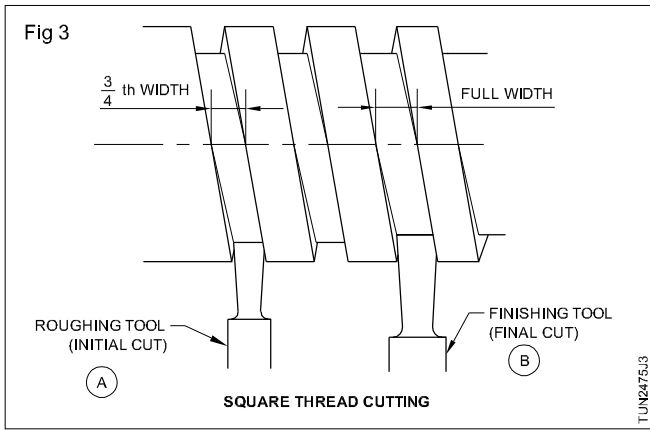 Fig 3
3/4 th WIDTH
FULL WIDTH
ROUGHING TOOL
(INITIAL CUT)
A
FINISHING TOOL
(FINAL CUT)
B
SQUARE THREAD CUTTING
TUN2475J3